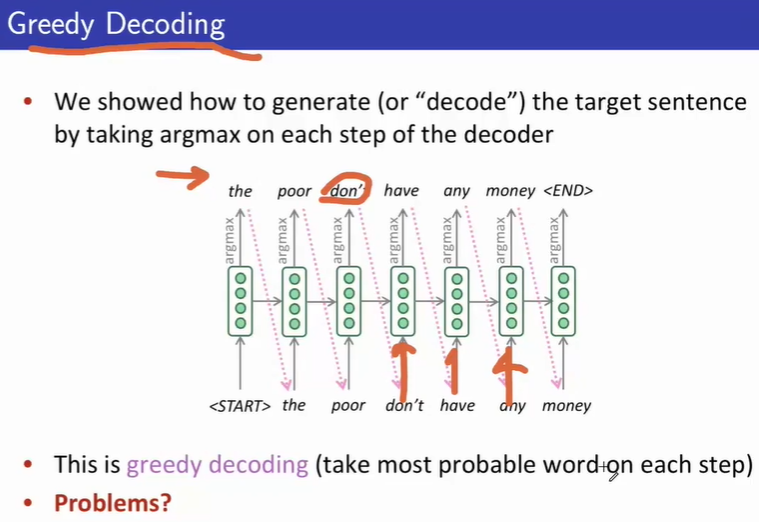 Greedy Decoding
• We showed how to generate (or “decode”) the target sentence
by taking argmax on each step of the decoder
the poor don't have any money <END>
argmax argmax argmax argmax argmax argmax argmax
<START> the poor don't have any money
• This is greedy decoding (take most probable word on each step)
• Problems?